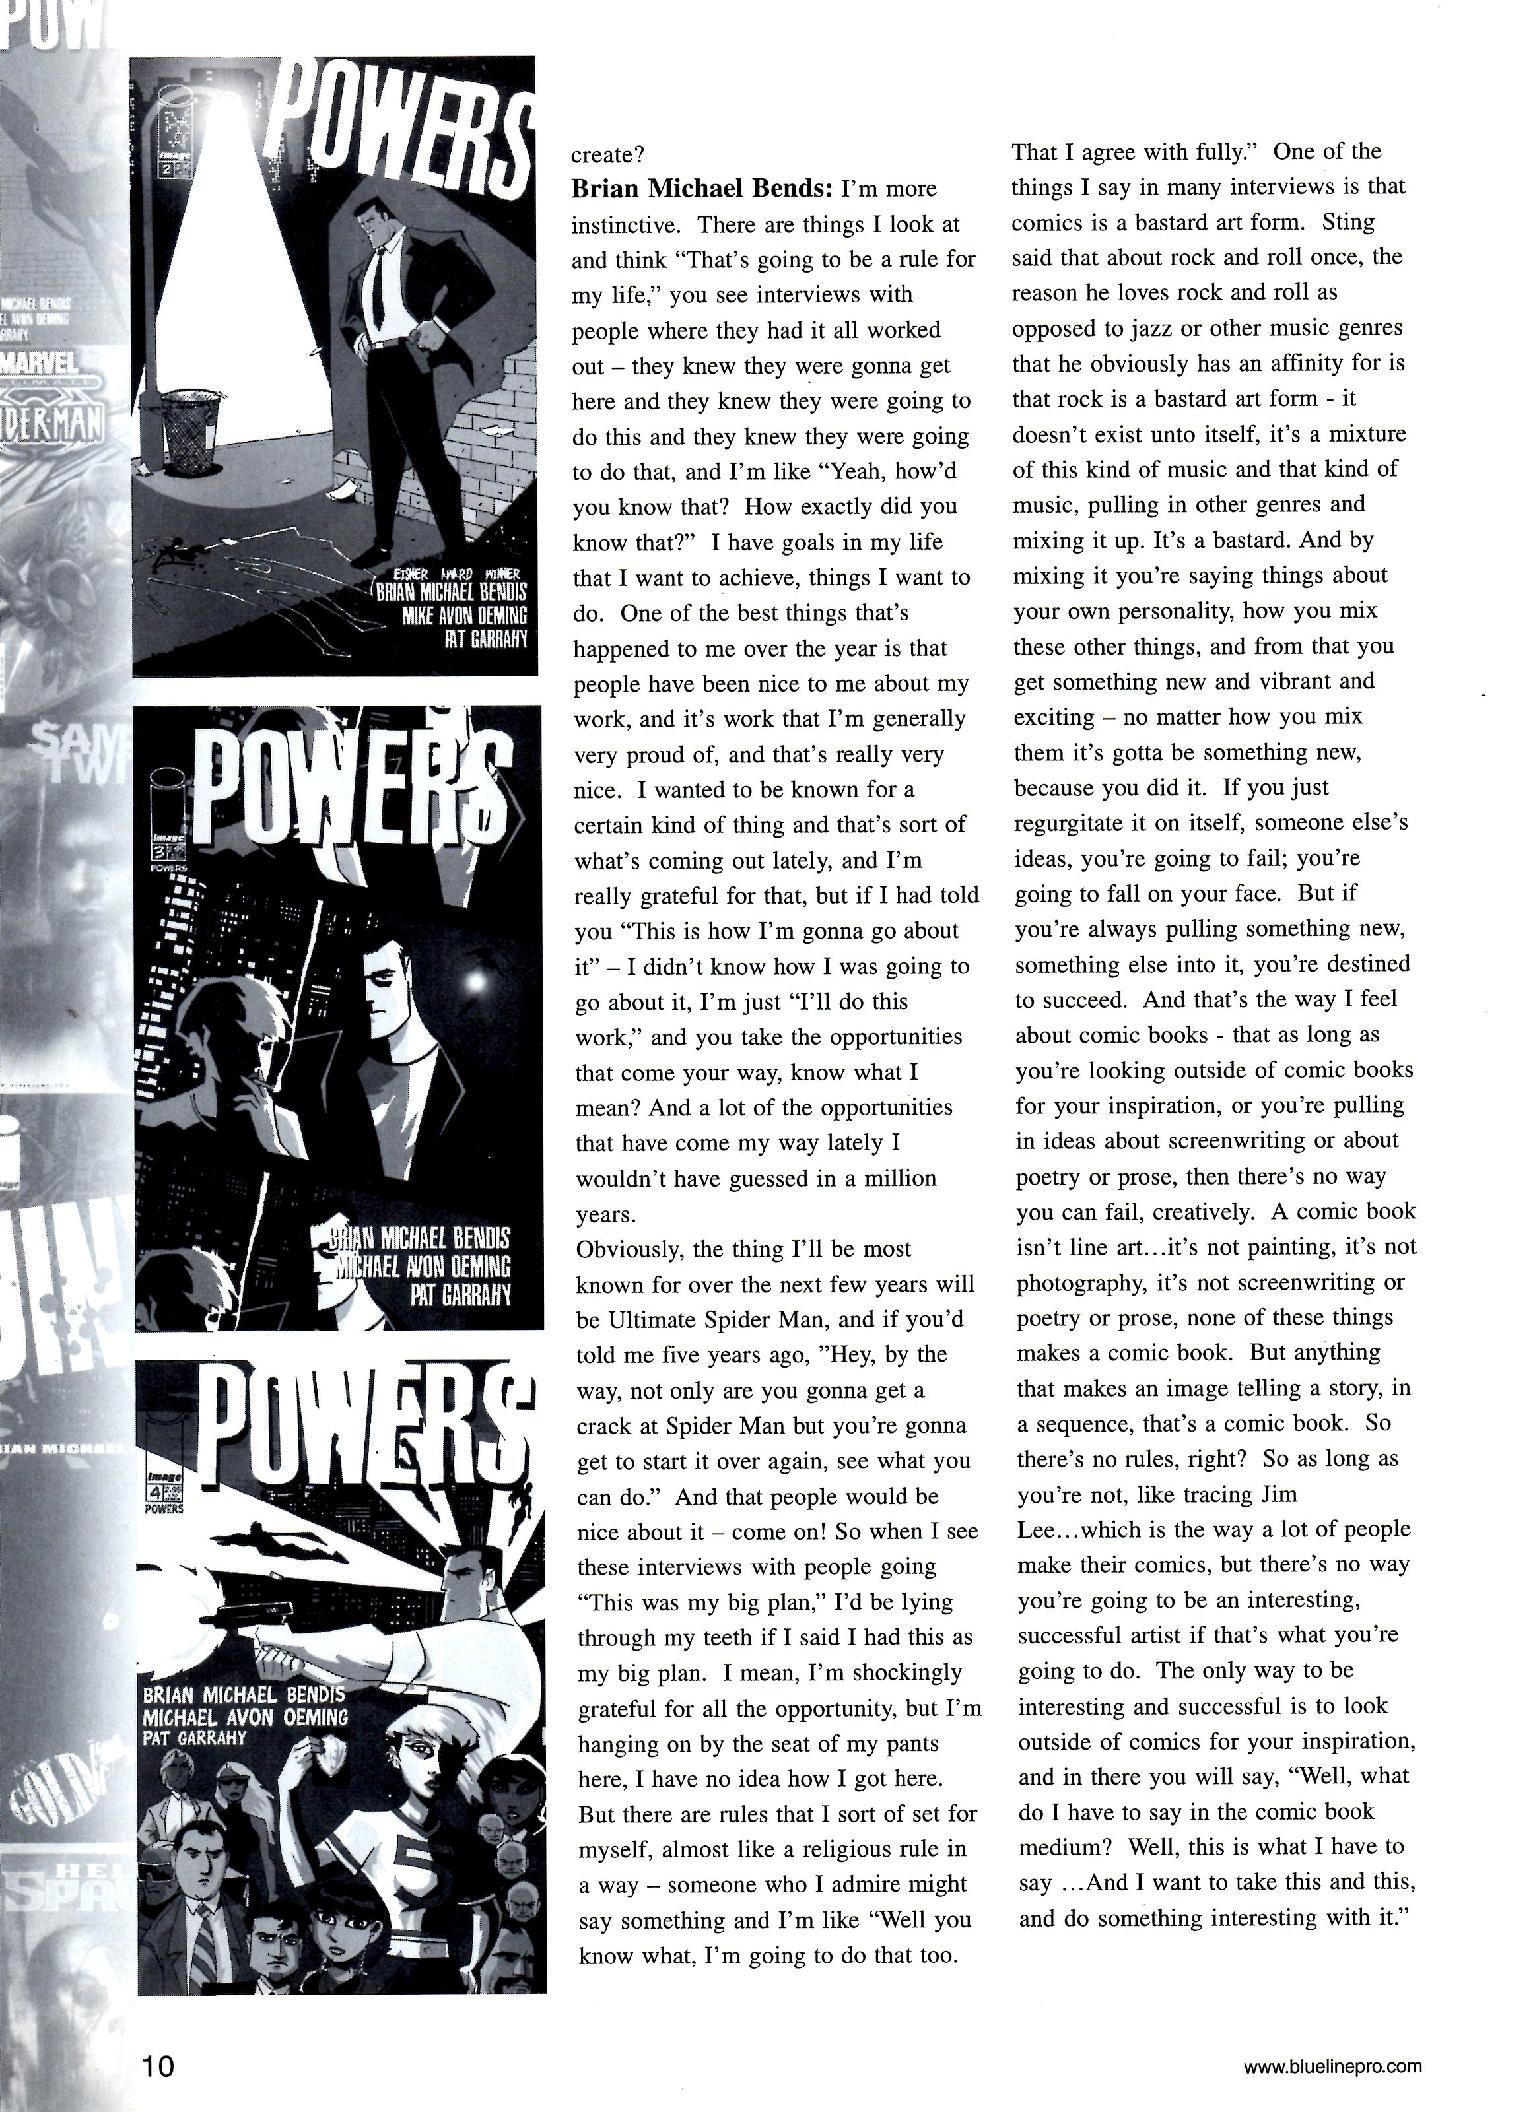 POW
POWERS
image
2
EISNER AWARD WINNER
BRIAN MICHAEL BENDIS
MIKE AVON OEMING
PAT GARRAHY
MICHAEL BENDIS
EL AVON OEMING
GARRAHY
MARVEL
DERMAN
SAM
TWI
POWERS
image
3
POWERS
BRIAN MICHAEL BENDIS
MICHAEL AVON OEMING
PAT GARRAHY
IAN MICHAEL
POWERS
image
4
POWERS
BRIAN MICHAEL BENDIS
MICHAEL AVON OEMING
PAT GARRAHY
5
GOLD
HEL
SPA
create?
Brian Michael Bends: I'm more
instinctive. There are things I look at
and think “That's going to be a rule for
my life,” you see interviews with
people where they had it all worked
out – they knew they were gonna get
here and they knew they were going to
do this and they knew they were going
to do that, and I'm like “Yeah, how'd
you know that? How exactly did you
know that?” I have goals in my life
that I want to achieve, things I want to
do. One of the best things that's
happened to me over the year is that
people have been nice to me about my
work, and it's work that I'm generally
very proud of, and that's really very
nice. I wanted to be known for a
certain kind of thing and that's sort of
what's coming out lately, and I'm
really grateful for that, but if I had told
you “This is how I'm gonna go about
it” – I didn't know how I was going to
go about it, I'm just “I'll do this
work,” and you take the opportunities
that come your way, know what I
mean? And a lot of the opportunities
that have come my way lately I
wouldn't have guessed in a million
years.
Obviously, the thing I'll be most
known for over the next few years will
be Ultimate Spider Man, and if you'd
told me five years ago, ”Hey, by the
way, not only are you gonna get a
crack at Spider Man but you're gonna
get to start it over again, see what you
can do.” And that people would be
nice about it – come on! So when I see
these interviews with people going
“This was my big plan,” I'd be lying
through my teeth if I said I had this as
my big plan. I mean, I'm shockingly
grateful for all the opportunity, but I'm
hanging on by the seat of my pants
here, I have no idea how I got here.
But there are rules that I sort of set for
myself, almost like a religious rule in
a way – someone who I admire might
say something and I'm like “Well you
know what, I'm going to do that too.
That I agree with fully.” One of the
things I say in many interviews is that
comics is a bastard art form. Sting
said that about rock and roll once, the
reason he loves rock and roll as
opposed to jazz or other music genres
that he obviously has an affinity for is
that rock is a bastard art form - it
doesn't exist unto itself, it's a mixture
of this kind of music and that kind of
music, pulling in other genres and
mixing it up. It's a bastard. And by
mixing it you're saying things about
your own personality, how you mix
these other things, and from that you
get something new and vibrant and
exciting – no matter how you mix
them it's gotta be something new,
because you did it. If you just
regurgitate it on itself, someone else's
ideas, you're going to fail; you're
going to fall on your face. But if
you're always pulling something new,
something else into it, you're destined
to succeed. And that's the way I feel
about comic books - that as long as
you're looking outside of comic books
for your inspiration, or you're pulling
in ideas about screenwriting or about
poetry or prose, then there's no way
you can fail, creatively. A comic book
isn't line art…it's not painting, it's not
photography, it's not screenwriting or
poetry or prose, none of these things
makes a comic book. But anything
that makes an image telling a story, in
a sequence, that's a comic book. So
there's no rules, right? So as long as
you're not, like tracing Jim
Lee…which is the way a lot of people
make their comics, but there's no way
you're going to be an interesting,
successful artist if that's what you're
going to do. The only way to be
interesting and successful is to look
outside of comics for your inspiration,
and in there you will say, “Well, what
do I have to say in the comic book
medium? Well, this is what I have to
say …And I want to take this and this,
and do something interesting with it.”
10
www.bluelinepro.com